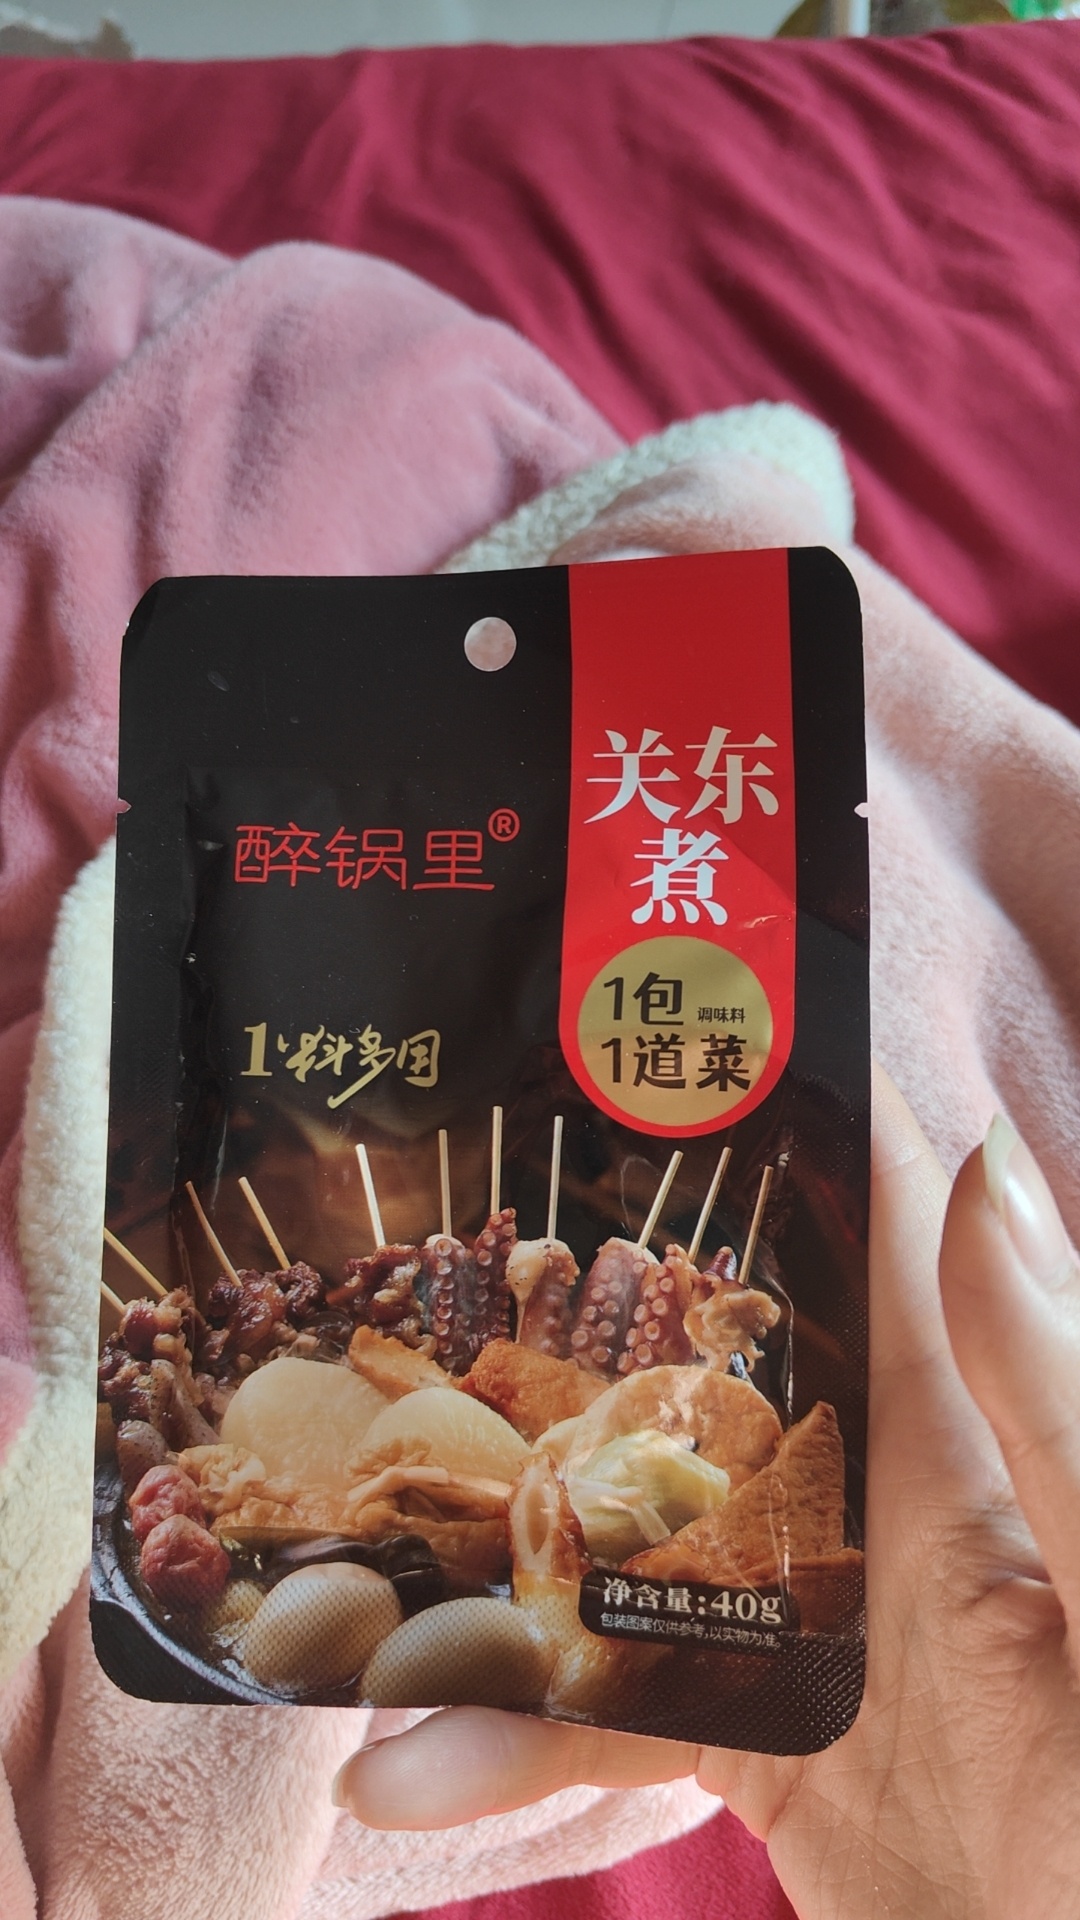 关东
煮
醉锅里®
1包 调味料
1道菜
1料多用
净含量:40g
包装图案仅供参考,以实物为准。